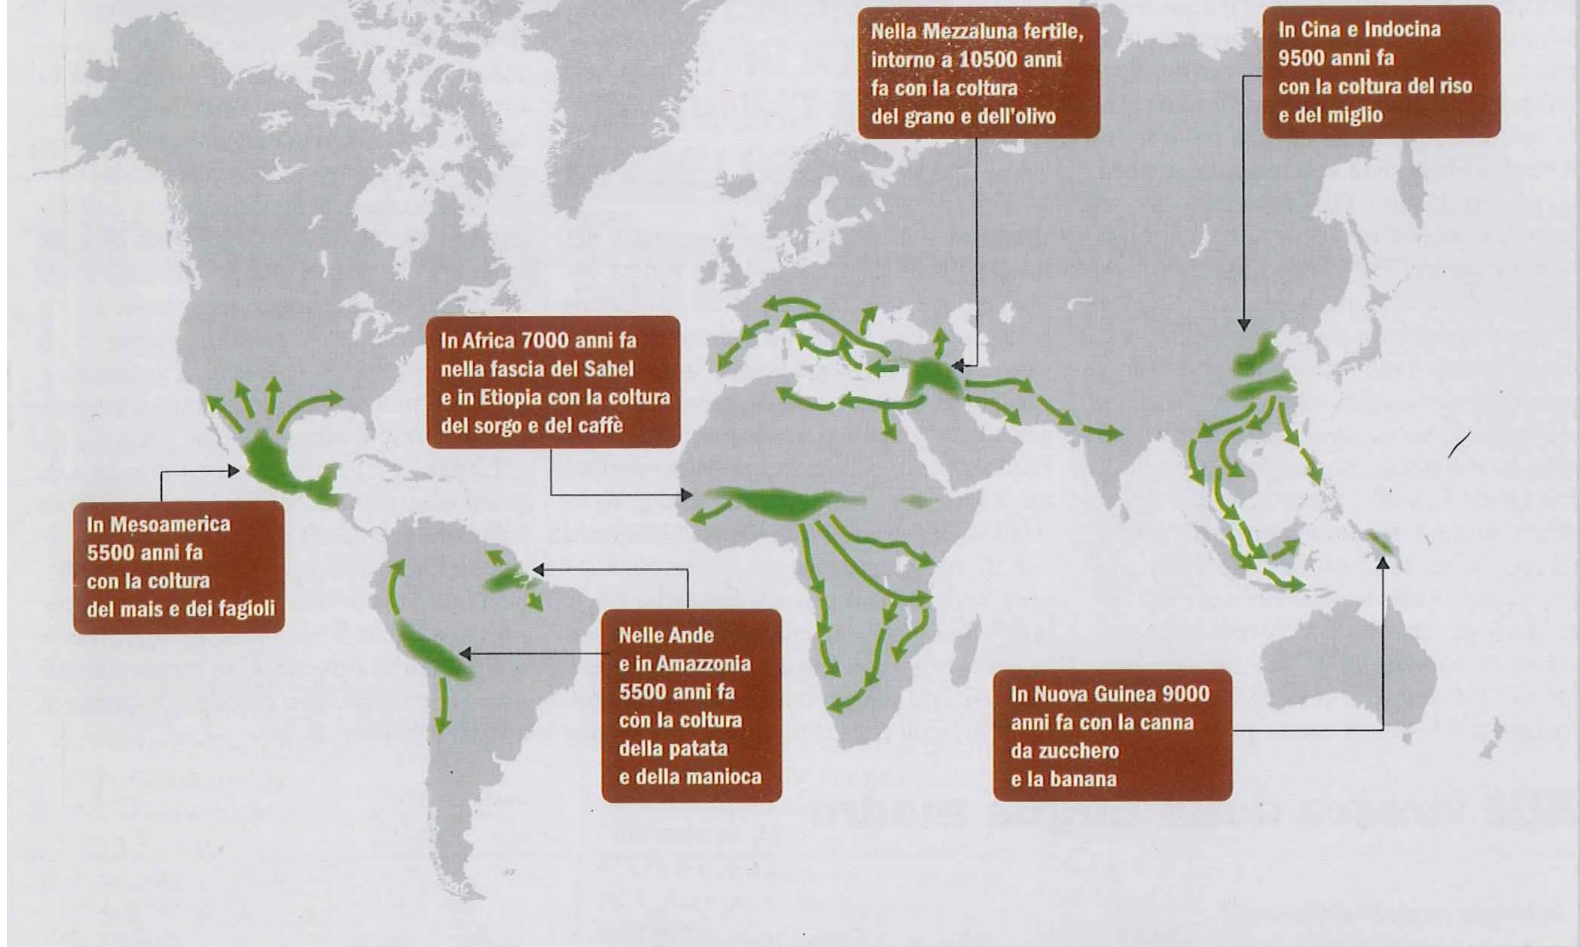 Nella Mezzaluna fertile,
intorno a 10500 anni
fa con la coltura
del grano e dell'olivo
In Cina e Indocina
9500 anni fa
con la coltura del riso
e del miglio
In Africa 7000 anni fa
nella fascia del Sahel
e in Etiopia con la coltura
del sorgo e del caffè
In Mesoamerica
5500 anni fa
con la coltura
del mais e dei fagioli
Nelle Ande
e in Amazzonia
5500 anni fa
con la coltura
della patata
e della manioca
In Nuova Guinea 9000
anni fa con la canna
da zucchero
e la banana